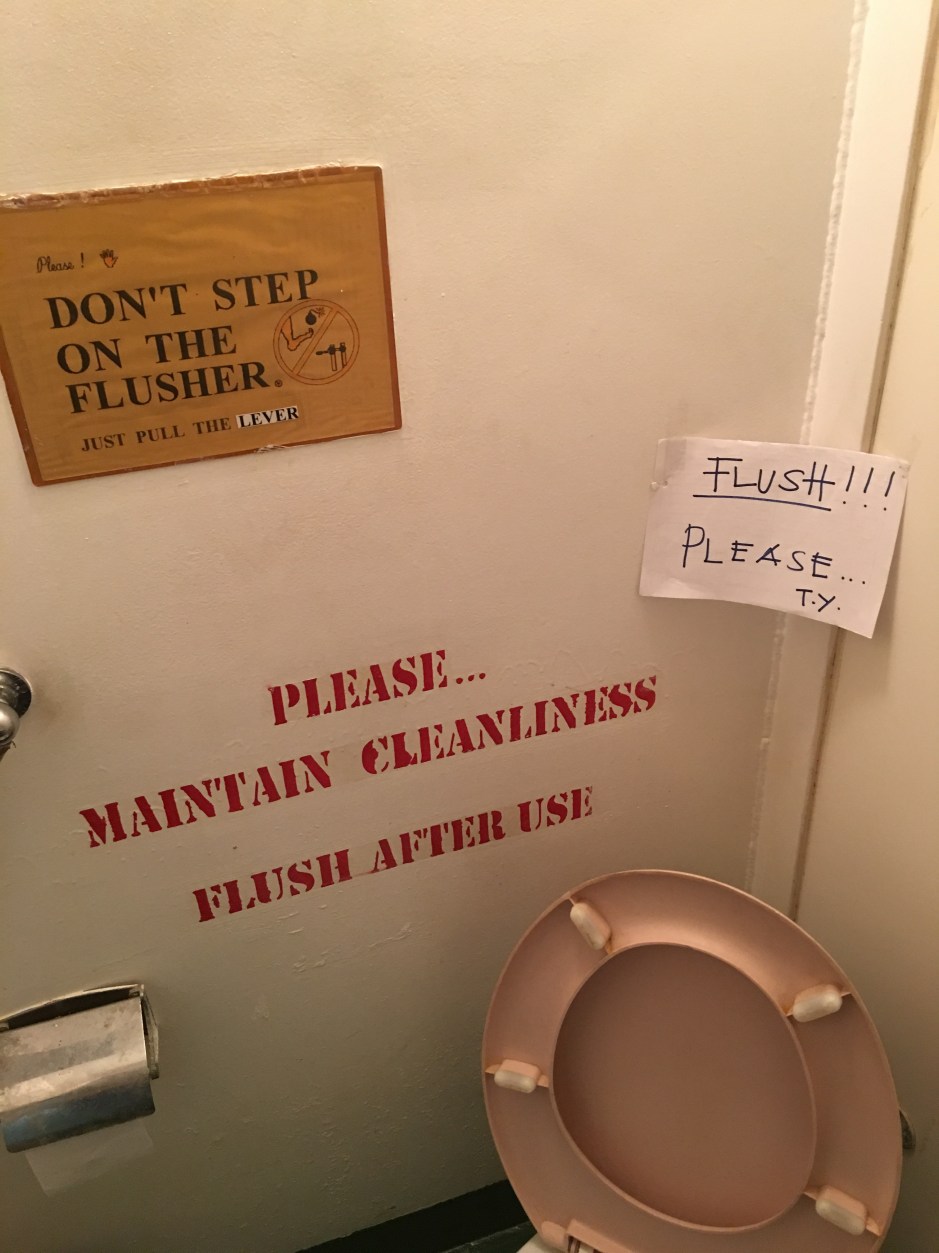 Please !
DON'T STEP
ON THE
FLUSHER.
JUST PULL THE LEVER
FLUSH!!!
PLEASE...
T.Y.
PLEASE...
MAINTAIN CLEANLINESS
FLUSH AFTER USE